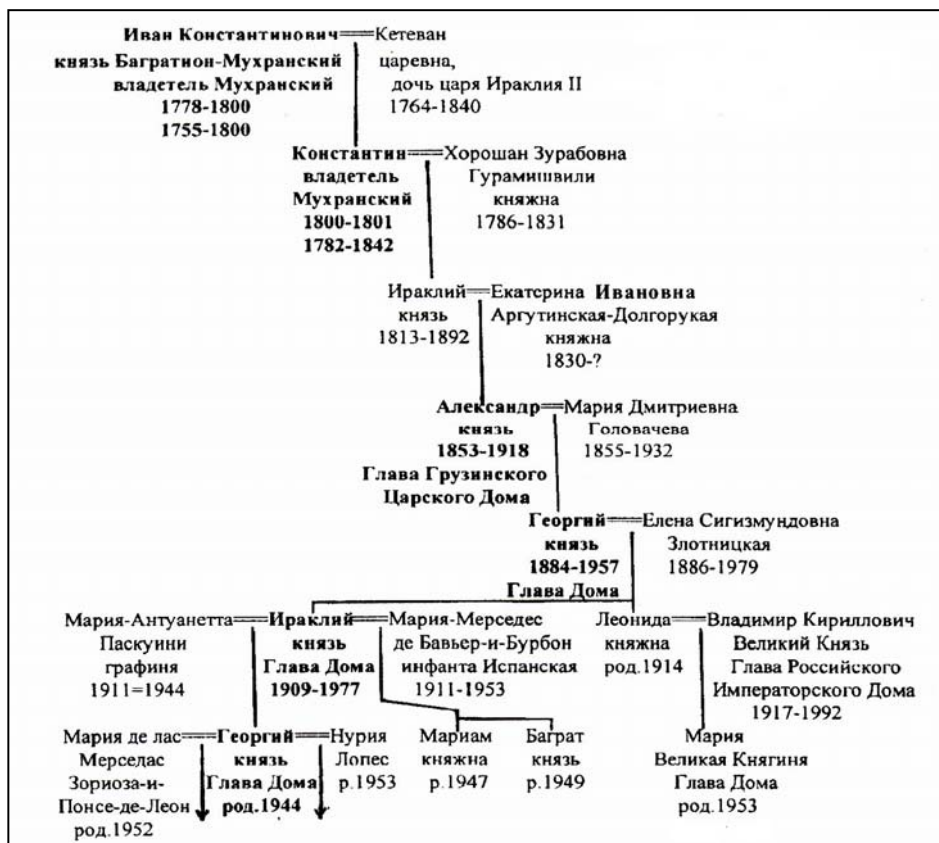 Иван Константинович══Кетеван
князь Багратион-Мухранский царевна,
владетель Мухранский дочь царя Ираклия II
1778-1800 1764-1840
1755-1800
Константин══Хорошан Зурабовна
владетель Гурамишвили
Мухранский княжна
1800-1801 1786-1831
1782-1842
Ираклий══Екатерина Ивановна
князь Аргутинская-Долгорукая
1813-1892 княжна
1830-?
Александр══Мария Дмитриевна
князь Головачева
1853-1918 1855-1932
Глава Грузинского
Царского Дома
Георгий══Елена Сигизмундовна
князь Злотницкая
1884-1957 1886-1979
Глава Дома
Мария-Антуанетта══Ираклий══Мария-Мерседес Леонида══Владимир Кириллович
Паскуини князь де Бавьер-и-Бурбон княжна Великий Князь
графиня Глава Дома инфанта Испанская род.1914 Глава Российского
1911=1944 1909-1977 1911-1953 Императорского Дома
1917-1992
Мария де лас══Георгий══Нурия Мариам Баграт Мария
Мерседас князь Лопес княжна князь Великая Княгиня
Зориоза-и- Глава Дома р.1953 р.1947 р.1949 Глава Дома
Понсе-де-Леон род.1944 род.1953
род.1952